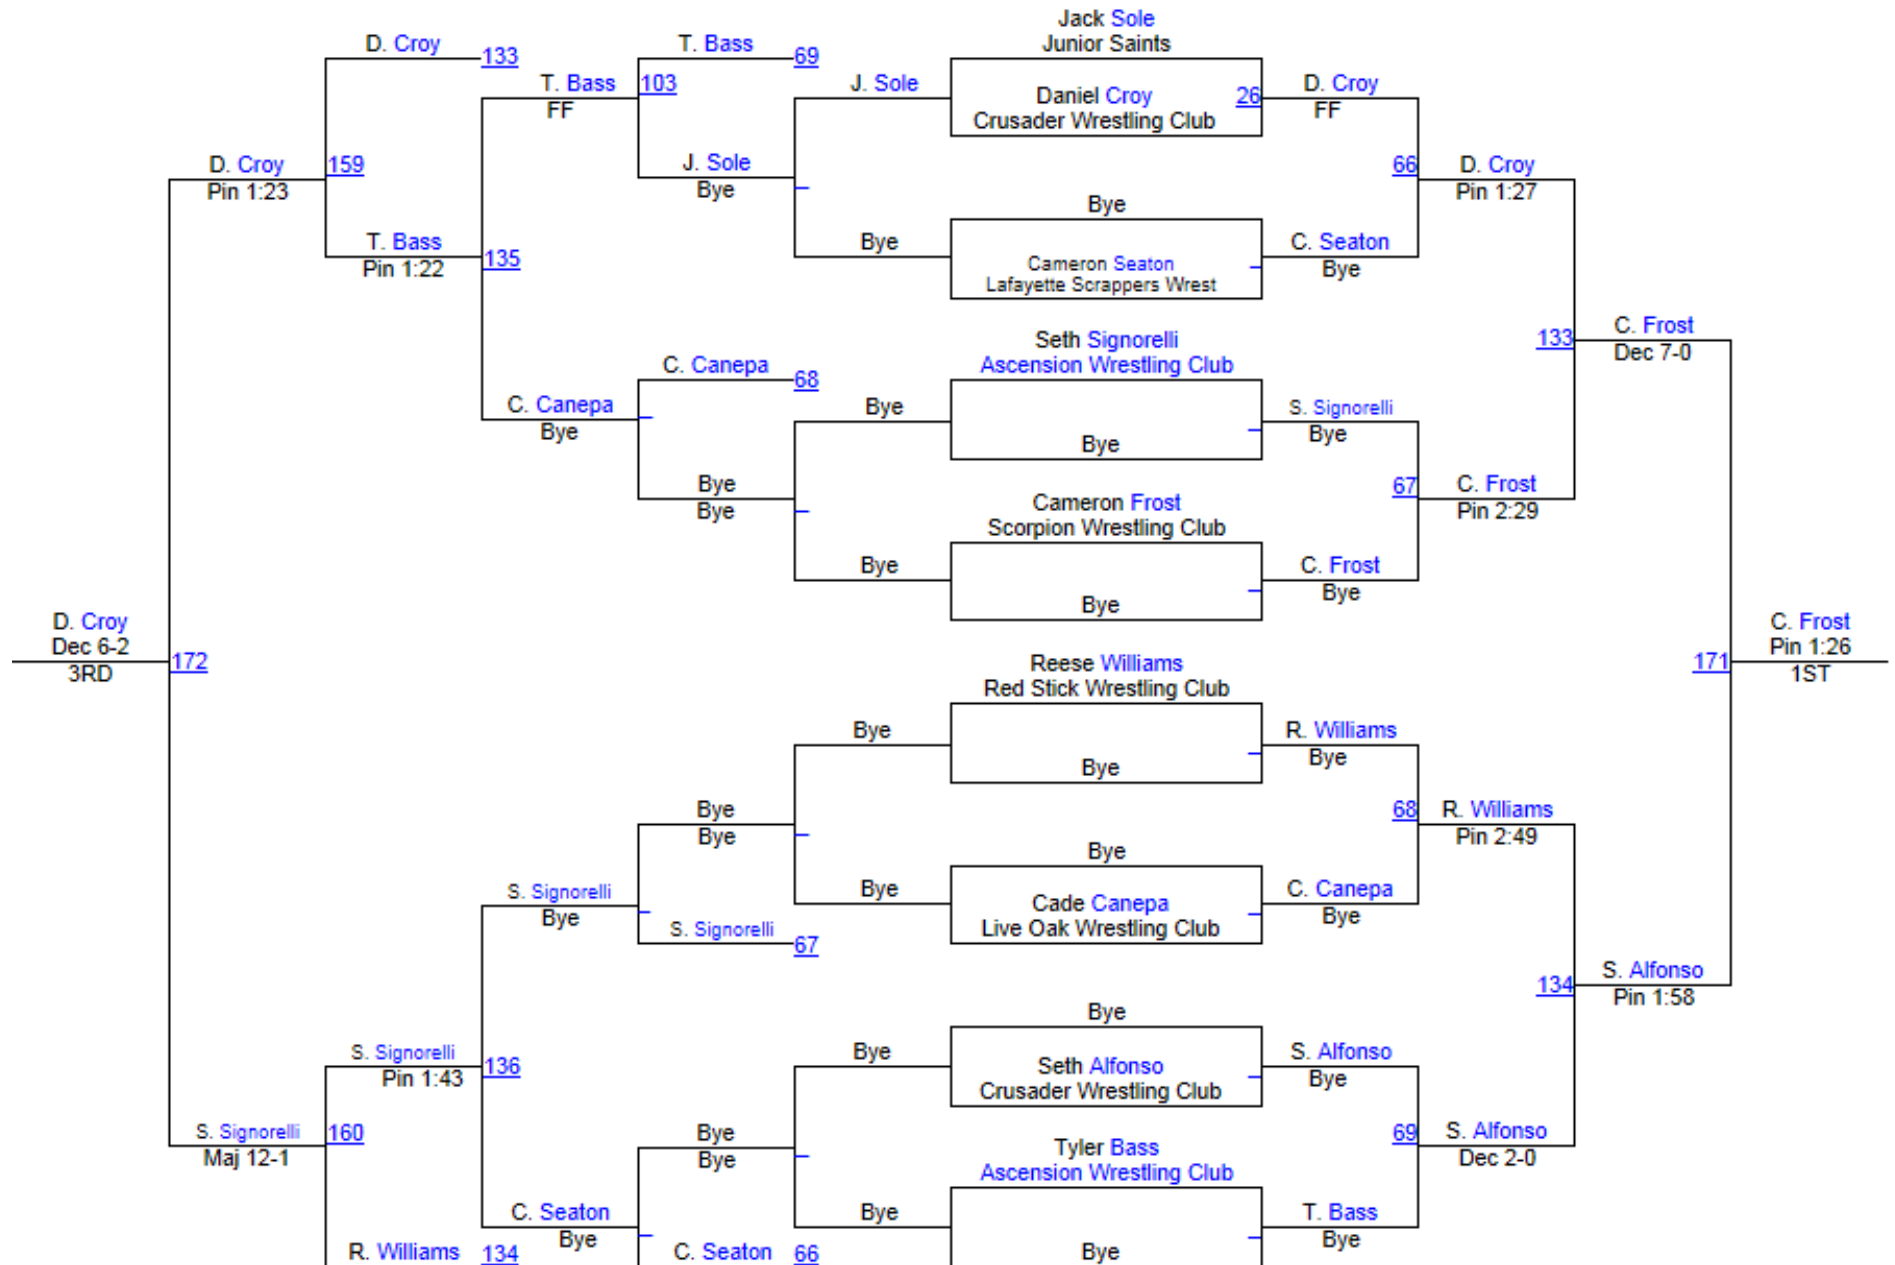 Jack Sole
D. Croy
T. Bass
Junior Saints
133
69
T. Bass
103
J. Sole
Daniel Croy
26
D. Croy
FF
Crusader Wrestling Club
FF
D. Croy
159
J. Sole
66
D. Croy
Pin 1:23
Bye
Pin 1:27
Bye
T. Bass
135
Bye
C. Seaton
Pin 1:22
Cameron Seaton
Bye
Lafayette Scrappers Wrest
Seth Signorelli
133
C. Frost
C. Canepa
68
Ascension Wrestling Club
Dec 7-0
C. Canepa
Bye
S. Signorelli
Bye
Bye
Bye
Bye
67
C. Frost
Bye
Cameron Frost
Pin 2:29
Scorpion Wrestling Club
Bye
C. Frost
Bye
Bye
D. Croy
C. Frost
Dec 6-2
Pin 1:26
172
Reese Williams
171
3RD
Red Stick Wrestling Club
1ST
Bye
R. Williams
Bye
Bye
Bye
68
R. Williams
Bye
Pin 2:49
Bye
S. Signorelli
Bye
C. Canepa
Bye
Cade Canepa
Bye
S. Signorelli
67
Live Oak Wrestling Club
134
S. Alfonso
Pin 1:58
Bye
S. Signorelli
136
Bye
Seth Alfonso
S. Alfonso
Pin 1:43
Crusader Wrestling Club
Bye
S. Signorelli
160
Bye
69
S. Alfonso
Maj 12-1
Bye
Tyler Bass
Dec 2-0
Ascension Wrestling Club
C. Seaton
Bye
T. Bass
Bye
Bye
R. Williams
134
C. Seaton
66
Bye